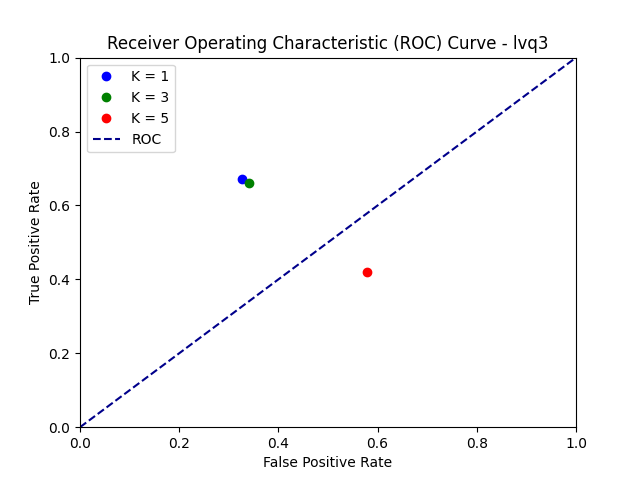 Receiver Operating Characteristic (ROC) Curve - lvq3
1.0
0.8
0.6
0.4
0.2
0.0
True Positive Rate
K = 1
K = 3
K = 5
ROC
0.0 0.2 0.4 0.6 0.8 1.0
False Positive Rate